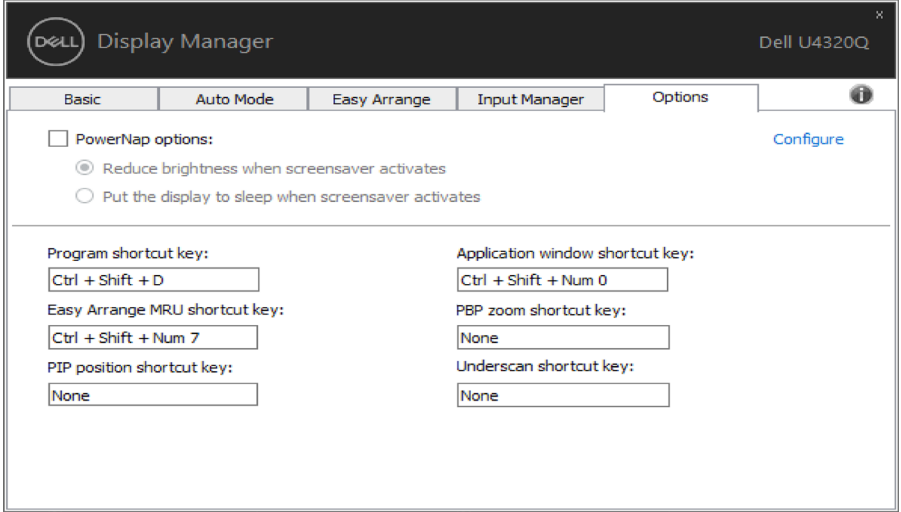 DELL Display Manager
x
Dell U4320Q
Basic Auto Mode Easy Arrange Input Manager Options i
PowerNap options: Configure
Reduce brightness when screensaver activates
Put the display to sleep when screensaver activates
Program shortcut key: Application window shortcut key:
Ctrl + Shift + D Ctrl + Shift + Num 0
Easy Arrange MRU shortcut key: PBP zoom shortcut key:
Ctrl + Shift + Num 7 None
PIP position shortcut key: Underscan shortcut key:
None None